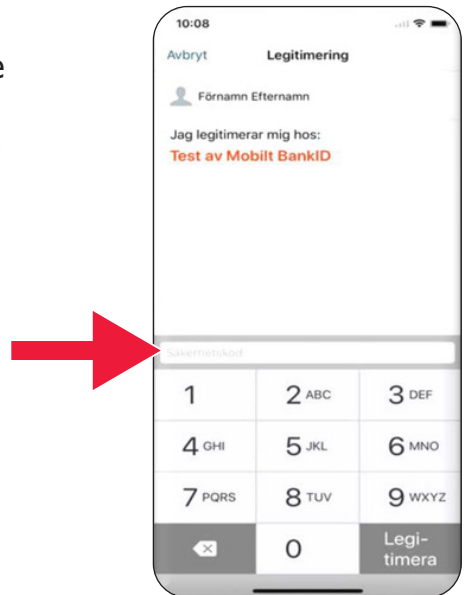 e
10:08
Avbryt Legitimering
Förnamn Efternamn
Jag legitimerar mig hos:
Test av Mobilt BankID
Säkerhetskod
1 2 ABC 3 DEF
4 GHI 5 JKL 6 MNO
7 PQRS 8 TUV 9 WXYZ
0 Legi-
timera